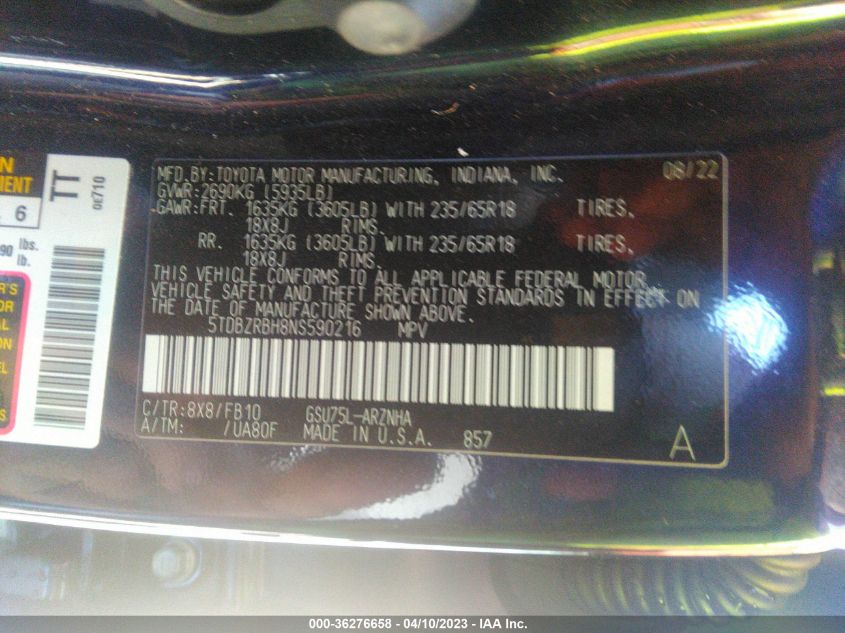 MFD.BY:TOYOTA MOTOR MANUFACTURING, INDIANA, INC. 08/22
GVWR:2690KG (5935LB)
GAWR:FRT. 1635KG (3605LB) WITH 235/65R18 TIRES.
18X8J RIMS.
RR. 1635KG (3605LB) WITH 235/65R18 TIRES.
18X8J RIMS.
THIS VEHICLE CONFORMS TO ALL APPLICABLE FEDERAL MOTOR
VEHICLE SAFETY AND THEFT PREVENTION STANDARDS IN EFFECT ON
THE DATE OF MANUFACTURE SHOWN ABOVE.
5TDBZRBH8NS590216 MPV
C/TR:8X8/FB10 GSU75L-ARZNHA
A/TM: /UA80F MADE IN U.S.A. 857 A
TT
0E710
6
90 lbs.
lb.
000-36276658 - 04/10/2023 - IAA Inc.